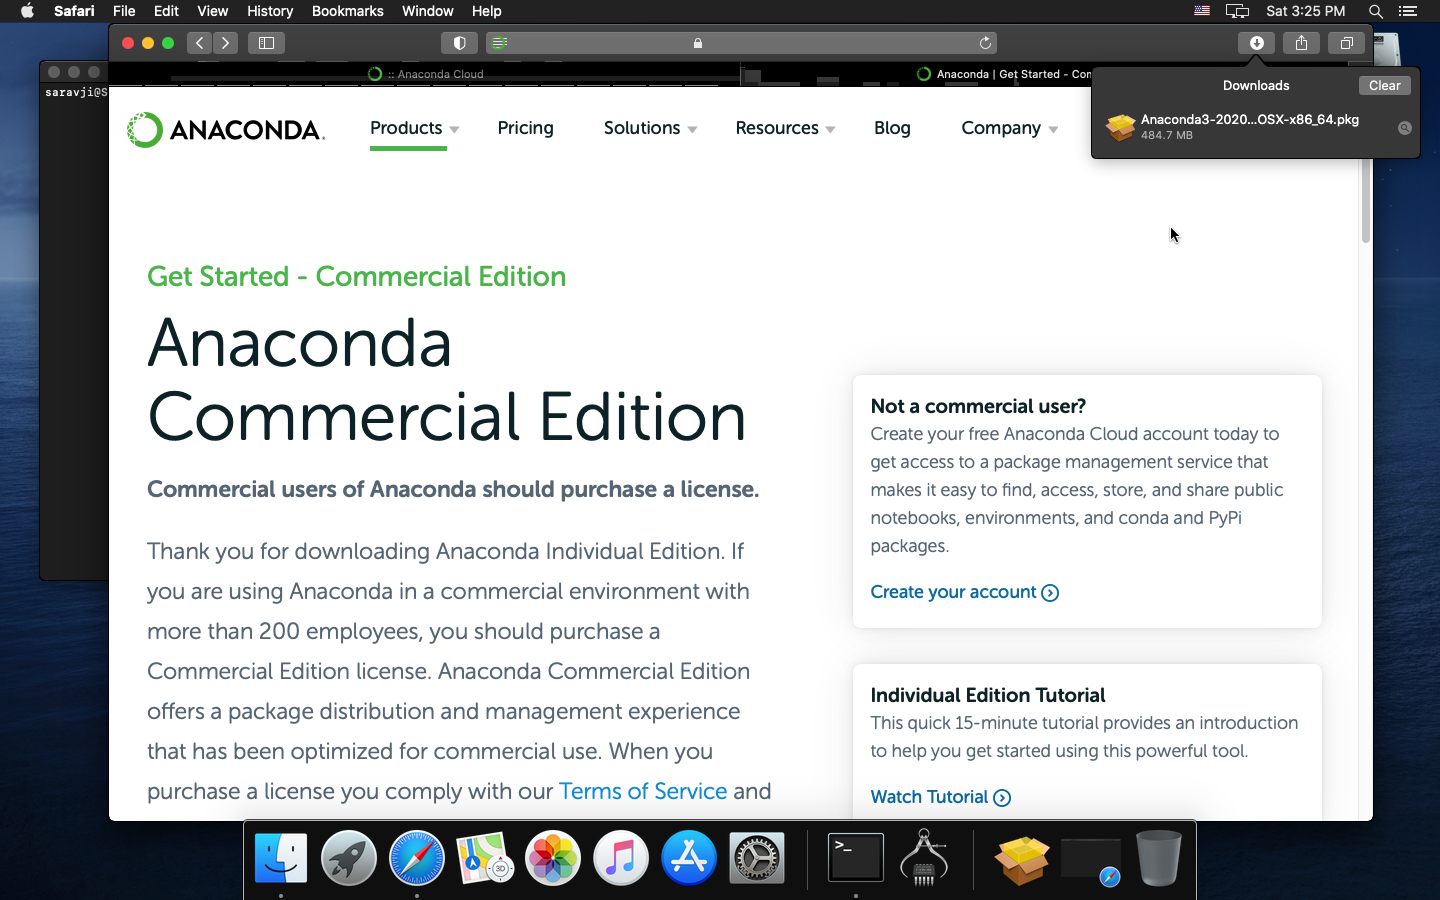 Safari File Edit View History Bookmarks Window Help Sat 3:25 PM
saravji@S
:: Anaconda Cloud
Anaconda | Get Started - Com
Downloads Clear
Anaconda3-2020...OSX-x86_64.pkg
484.7 MB
ANACONDA. Products Pricing Solutions Resources Blog Company
Get Started - Commercial Edition
Anaconda
Commercial Edition
Commercial users of Anaconda should purchase a license.
Thank you for downloading Anaconda Individual Edition. If
you are using Anaconda in a commercial environment with
more than 200 employees, you should purchase a
Commercial Edition license. Anaconda Commercial Edition
offers a package distribution and management experience
that has been optimized for commercial use. When you
purchase a license you comply with our Terms of Service and
Not a commercial user?
Create your free Anaconda Cloud account today to
get access to a package management service that
makes it easy to find, access, store, and share public
notebooks, environments, and conda and PyPi
packages.
Create your account
Individual Edition Tutorial
This quick 15-minute tutorial provides an introduction
to help you get started using this powerful tool.
Watch Tutorial
3D
>_